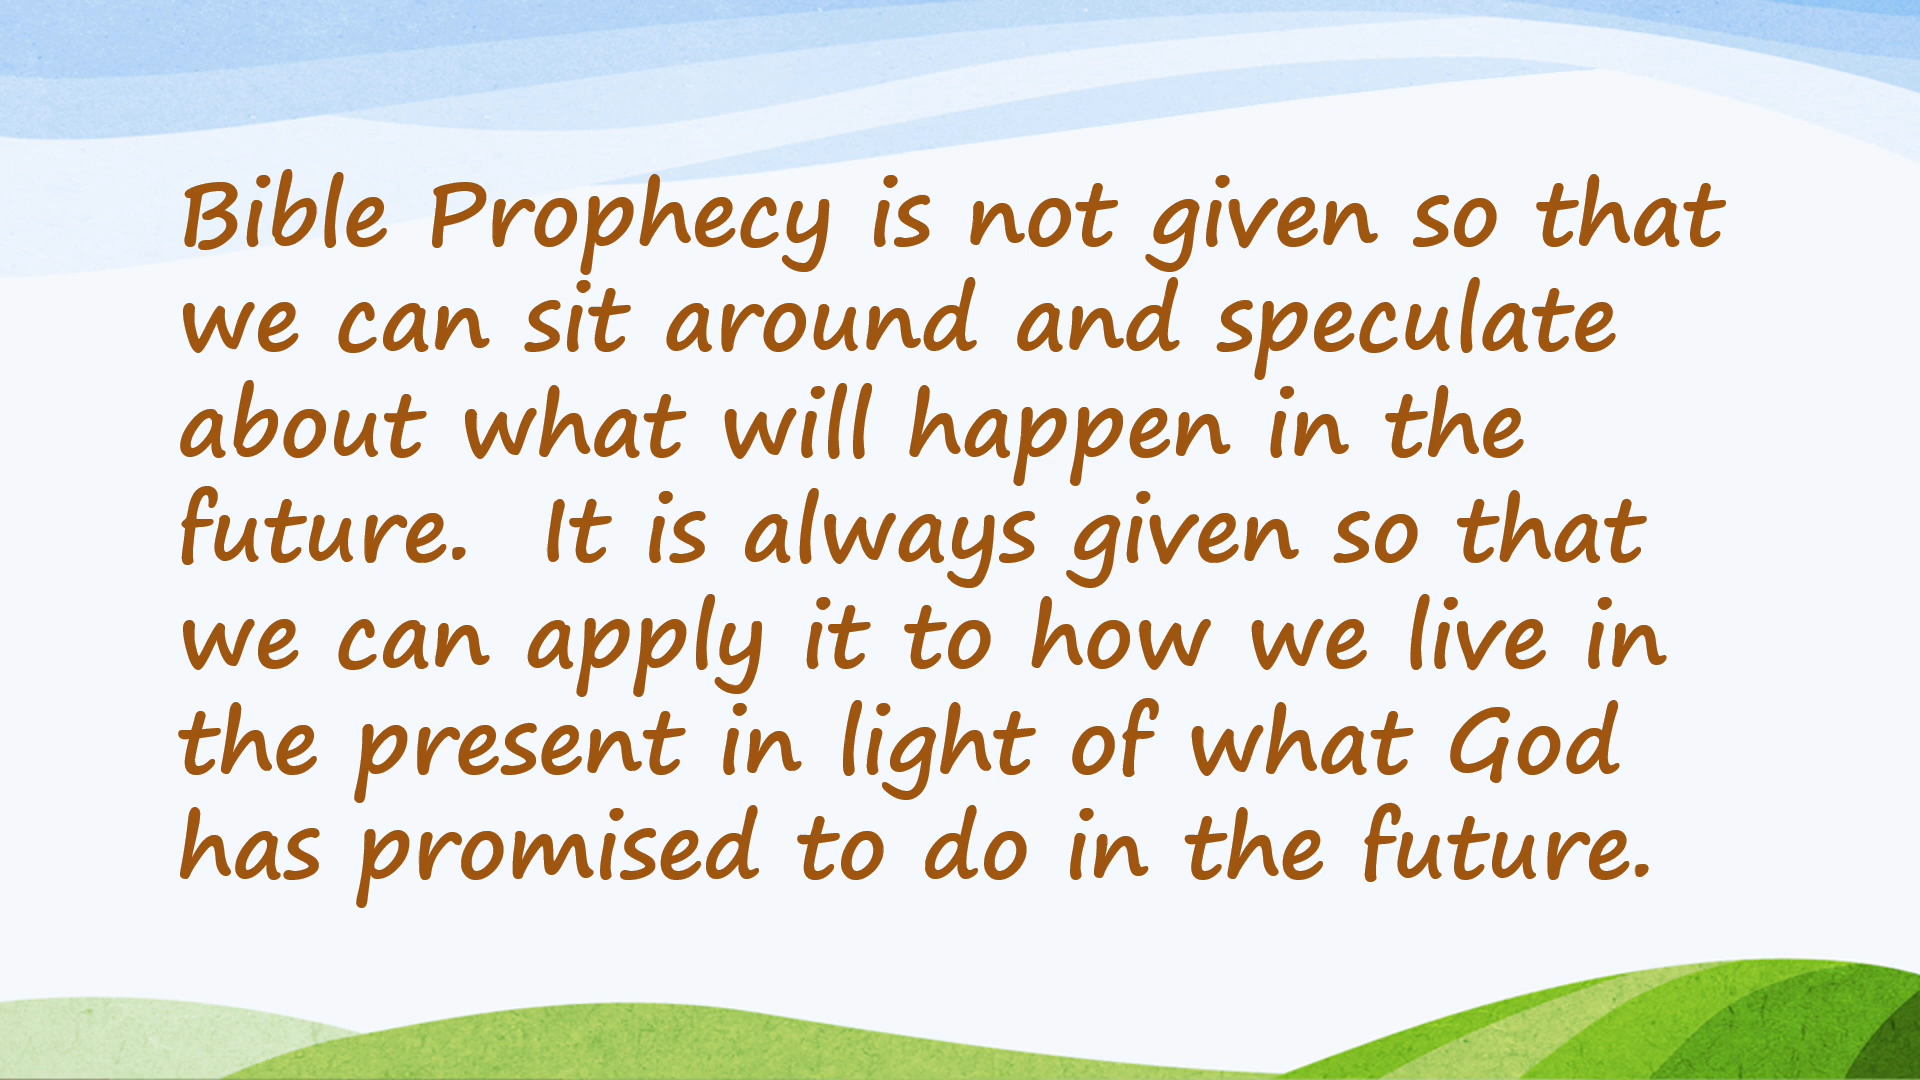 Bible Prophecy is not given so that
we can sit around and speculate
about what will happen in the
future.  It is always given so that
we can apply it to how we live in
the present in light of what God
has promised to do in the future.